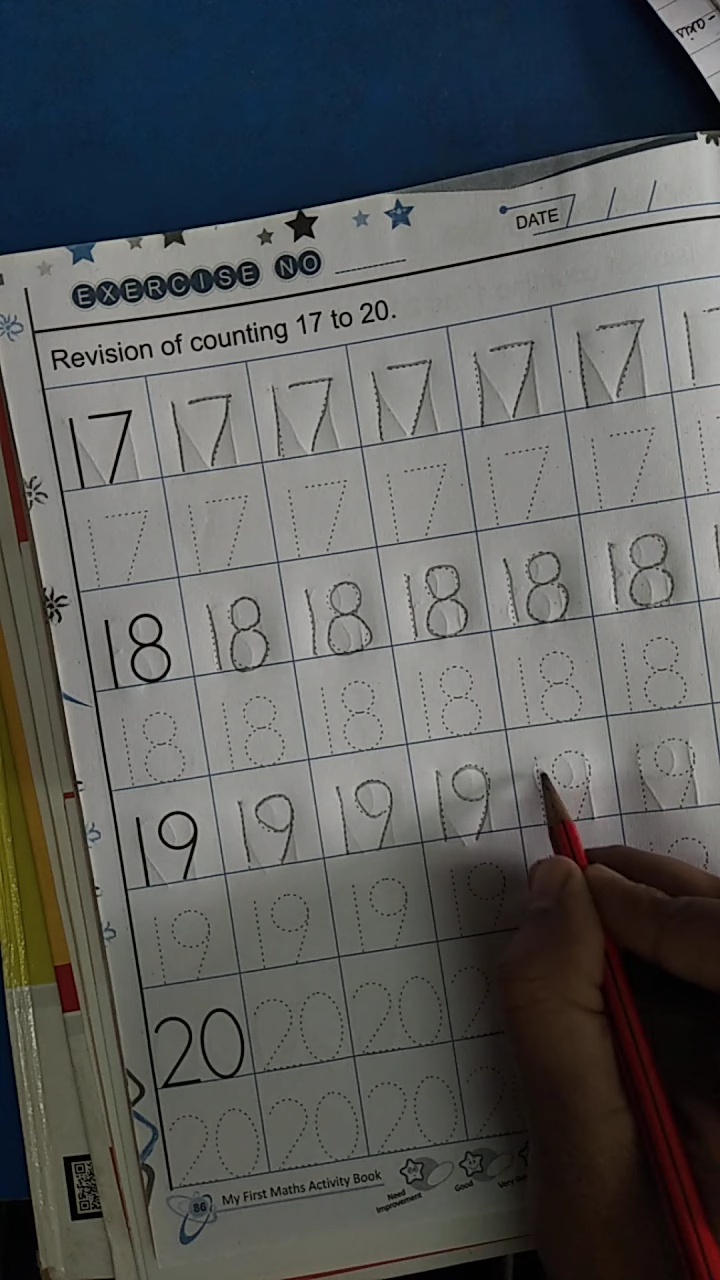 DATE / / /
EXERCISE NO ______
Revision of counting 17 to 20.
17 17 17 17 17 17
17 17 17 17 17 17
18 18 18 18 18 18
18 18 18 18 18 18
19 19 19 19 19 19
19 19 19 19
20 20 20
20 20 20
86 My First Maths Activity Book Need Improvement Good